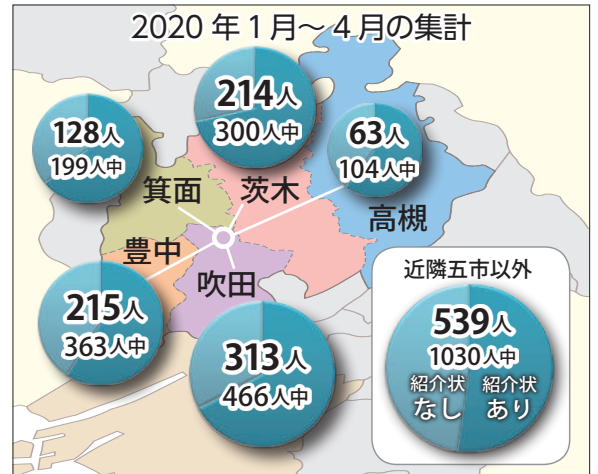 2020年1月〜4月の集計
214人
300人中
128人
199人中
63人
104人中
箕面
茨木
高槻
豊中
吹田
215人
363人中
313人
466人中
近隣五市以外
539人
1030人中
紹介状
なし
紹介状
あり